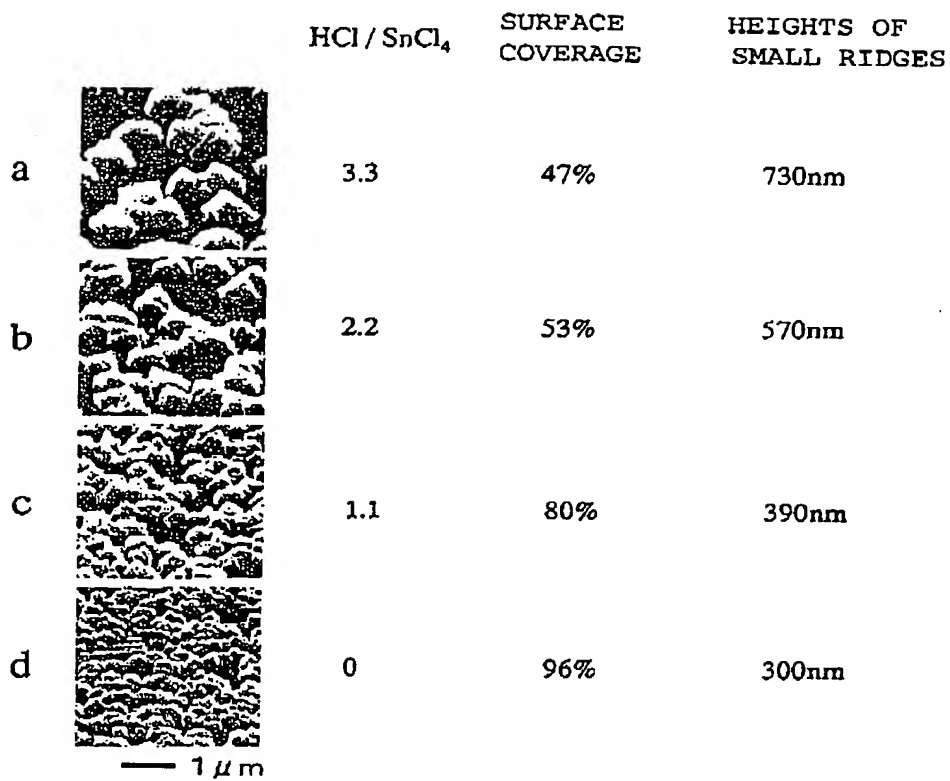 HCl / SnCl₄ SURFACE COVERAGE HEIGHTS OF SMALL RIDGES
a 3.3 47% 730nm
b 2.2 53% 570nm
c 1.1 80% 390nm
d 0 96% 300nm
1 μm